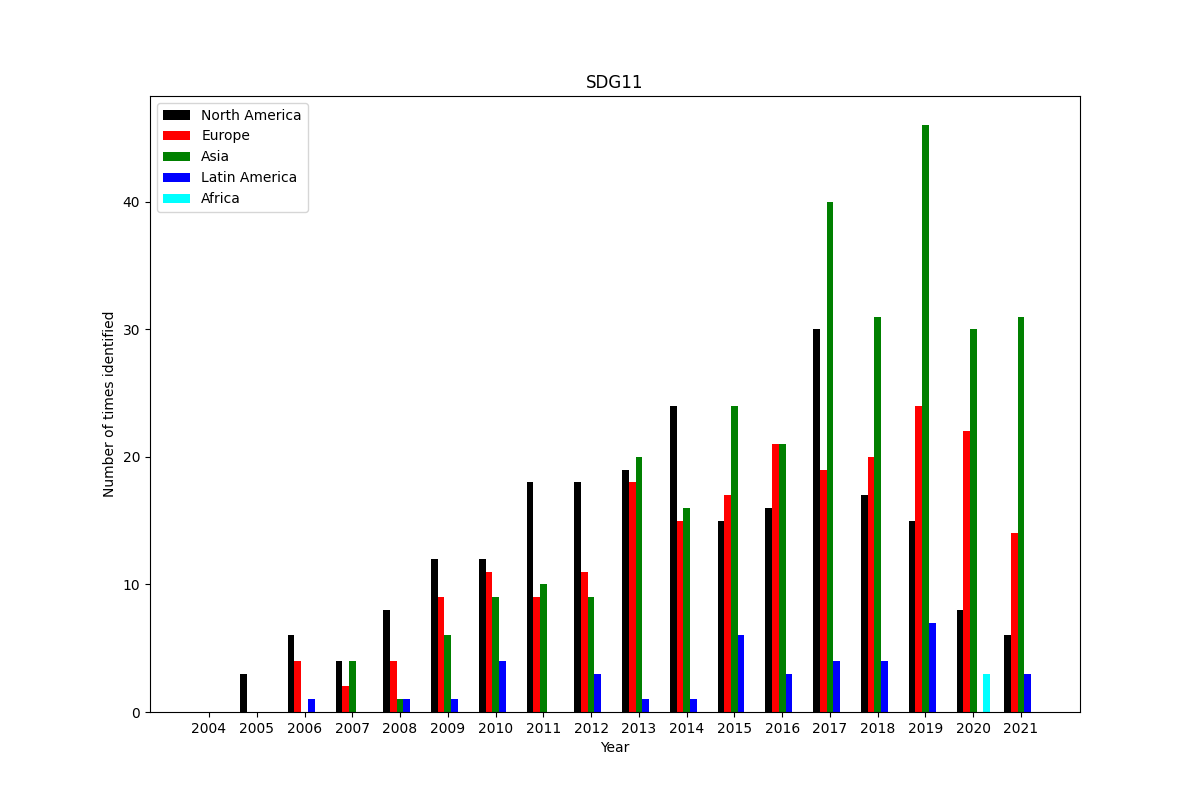 SDG11
North America
Europe
Asia
Latin America
Africa
Number of times identified
40
30
20
10
0
2004 2005 2006 2007 2008 2009 2010 2011 2012 2013 2014 2015 2016 2017 2018 2019 2020 2021
Year